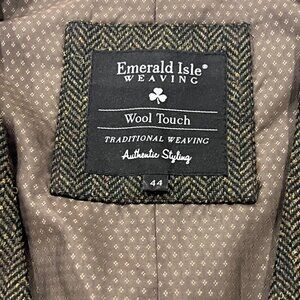 Emerald Isle®
WEAVING
Wool Touch
TRADITIONAL WEAVING
Authentic Styling
44